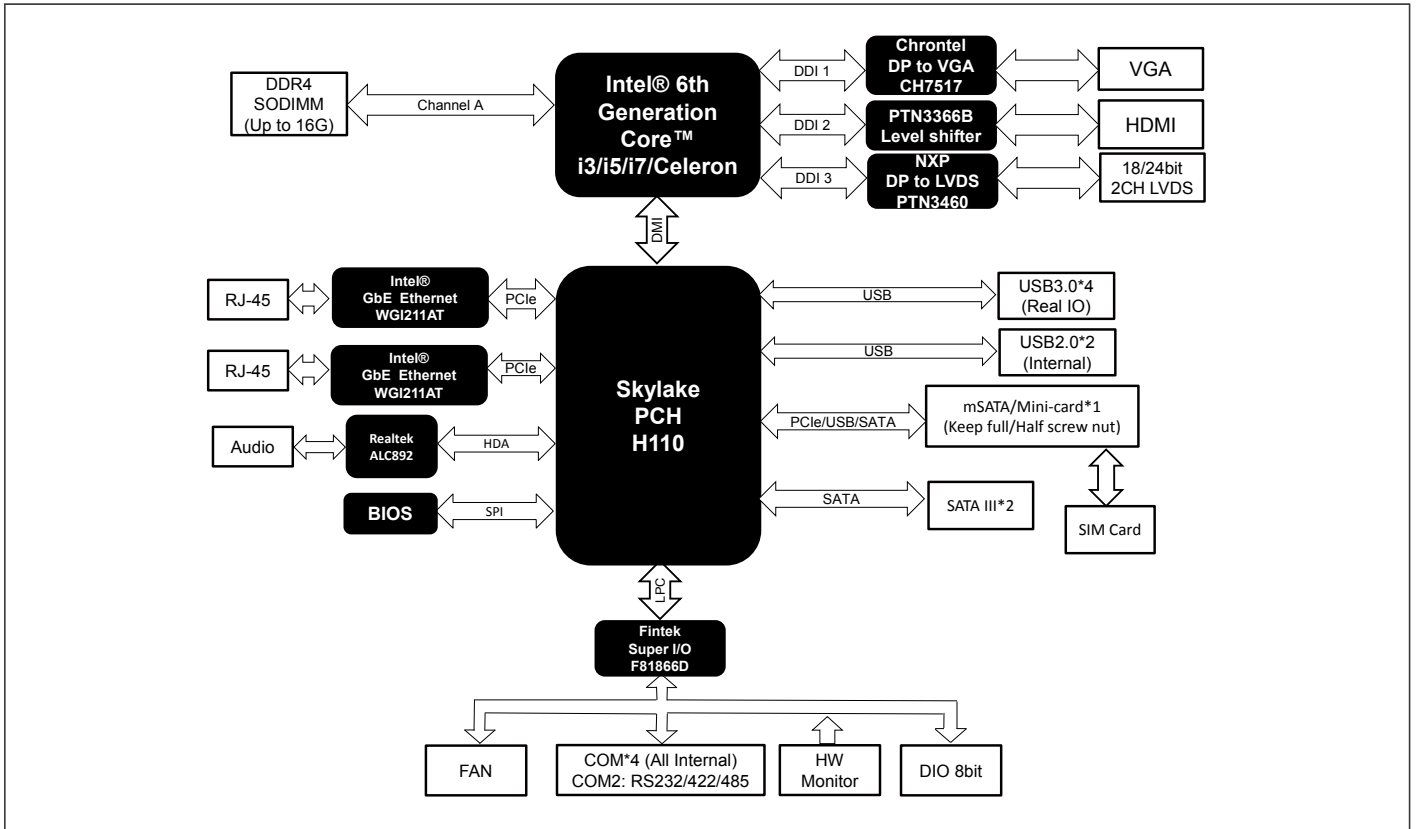 DDR4
SODIMM
(Up to 16G)
Channel A
Intel® 6th
Generation
Core™
i3/i5/i7/Celeron
DDI 1
Chrontel
DP to VGA
CH7517
VGA
DDI 2
PTN3366B
Level shifter
HDMI
DDI 3
NXP
DP to LVDS
PTN3460
18/24bit
2CH LVDS
DMI
RJ-45
Intel®
GbE Ethernet
WGI211AT
PCIe
RJ-45
Intel®
GbE Ethernet
WGI211AT
PCIe
Audio
Realtek
ALC892
HDA
BIOS
SPI
Skylake
PCH
H110
USB
USB3.0*4
(Real IO)
USB
USB2.0*2
(Internal)
PCIe/USB/SATA
mSATA/Mini-card*1
(Keep full/Half screw nut)
SATA
SATA III*2
SIM Card
LPC
Fintek
Super I/O
F81866D
FAN
COM*4 (All Internal)
COM2: RS232/422/485
HW
Monitor
DIO 8bit